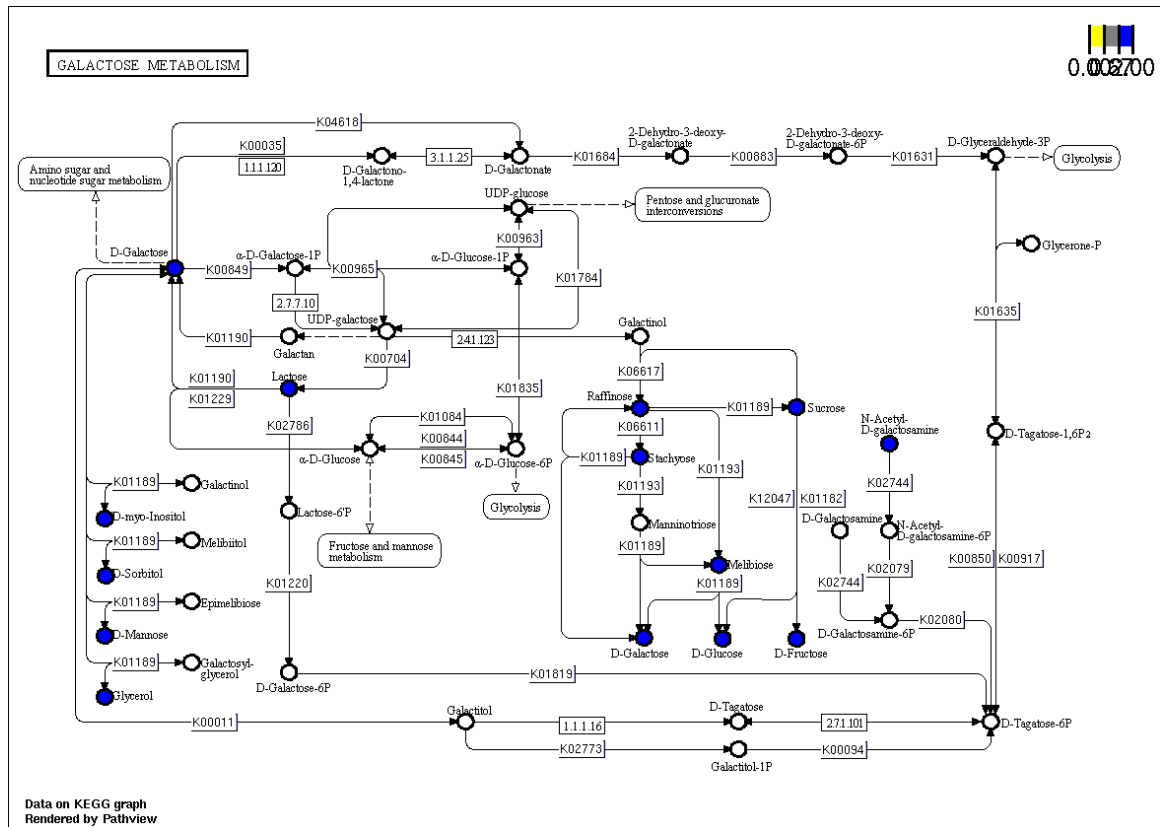 GALACTOSE METABOLISM
K04618
K00035
1.1.1.120
D-Galactono-
1,4-lactone
3.1.1.25
D-Galactonate
K01684
2-Dehydro-3-deoxy-
D-galactonate
K00883
2-Dehydro-3-deoxy-
D-galactonate-6P
K01631
D-Glyceraldehyde-3P
Glycolysis
Amino sugar and
nucleotide sugar metabolism
UDP-glucose
Pentose and glucuronate
interconversions
K00963
D-Galactose
K00849
α-D-Galactose-1P
K00965
α-D-Glucose-1P
K01784
Glycerone-P
2.7.7.10
UDP-galactose
K01635
K01190
Galactan
2.4.1.123
Galactinol
K00704
K01190
K01229
Lactose
K01835
K06617
Raffinose
K01189
Sucrose
N-Acetyl-
D-galactosamine
D-Tagatose-1,6P2
K02786
K01084
K00844
K00845
α-D-Glucose
α-D-Glucose-6P
K06611
K01189
Stachyose
K01193
K01193
K02744
K12047
K01182
Glycolysis
Lactose-6'P
Manninotriose
D-Galactosamine
N-Acetyl-
D-galactosamine-6P
K01189
Galactinol
D-myo-Inositol
K01189
Melibiitol
D-Sorbitol
Fructose and mannose
metabolism
K01189
Melibiose
K01189
K02744
K02079
K00850
K00917
K01220
K01189
Epimelibiose
D-Mannose
D-Galactosamine-6P
K02080
K01189
Galactosyl-
glycerol
Glycerol
D-Galactose
D-Glucose
D-Fructose
D-Galactose-6P
K01819
K00011
Galactitol
1.1.1.16
D-Tagatose
2.7.1.101
D-Tagatose-6P
K02773
Galactitol-1P
K00094
Data on KEGG graph
Rendered by Pathview